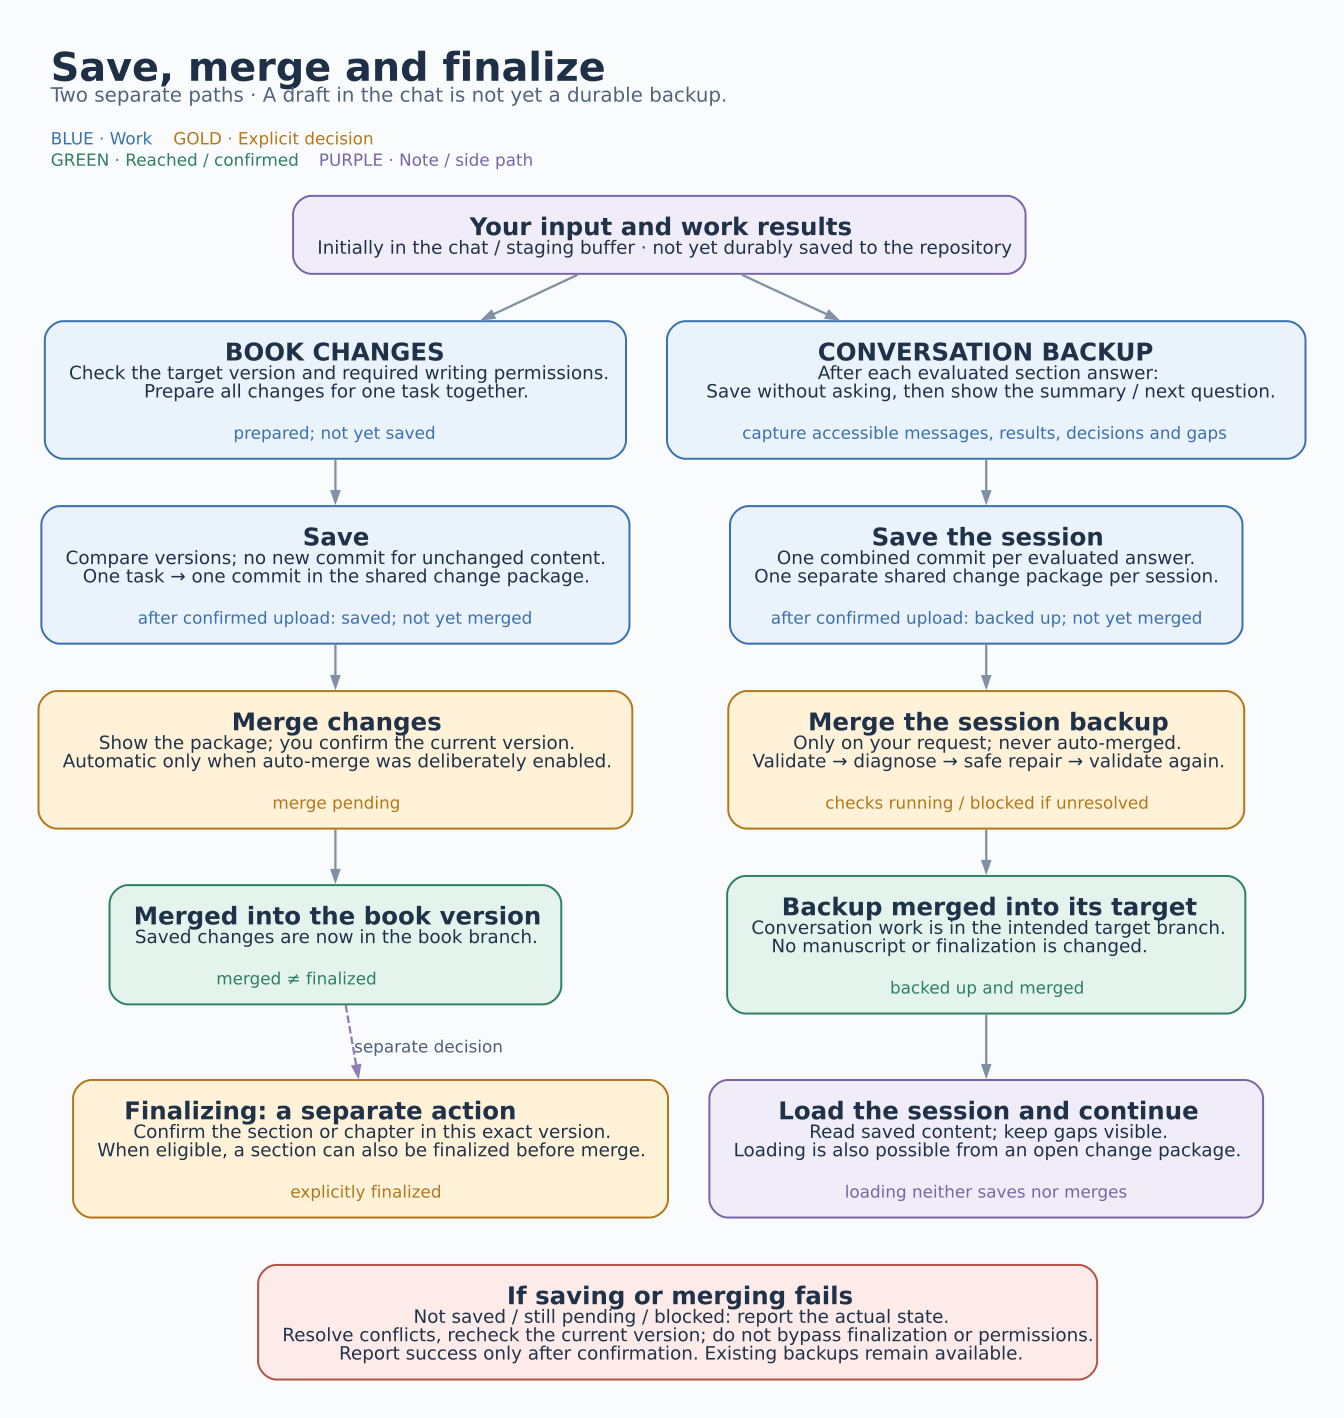 Save, merge and finalize
Two separate paths · A draft in the chat is not yet a durable backup.
BLUE · Work GOLD · Explicit decision
GREEN · Reached / confirmed PURPLE · Note / side path
Your input and work results
Initially in the chat / staging buffer · not yet durably saved to the repository
BOOK CHANGES
Check the target version and required writing permissions.
Prepare all changes for one task together.
prepared; not yet saved
CONVERSATION BACKUP
After each evaluated section answer:
Save without asking, then show the summary / next question.
capture accessible messages, results, decisions and gaps
Save
Compare versions; no new commit for unchanged content.
One task → one commit in the shared change package.
after confirmed upload: saved; not yet merged
Save the session
One combined commit per evaluated answer.
One separate shared change package per session.
after confirmed upload: backed up; not yet merged
Merge changes
Show the package; you confirm the current version.
Automatic only when auto-merge was deliberately enabled.
merge pending
Merge the session backup
Only on your request; never auto-merged.
Validate → diagnose → safe repair → validate again.
checks running / blocked if unresolved
Merged into the book version
Saved changes are now in the book branch.
merged ≠ finalized
Backup merged into its target
Conversation work is in the intended target branch.
No manuscript or finalization is changed.
backed up and merged
separate decision
Finalizing: a separate action
Confirm the section or chapter in this exact version.
When eligible, a section can also be finalized before merge.
explicitly finalized
Load the session and continue
Read saved content; keep gaps visible.
Loading is also possible from an open change package.
loading neither saves nor merges
If saving or merging fails
Not saved / still pending / blocked: report the actual state.
Resolve conflicts, recheck the current version; do not bypass finalization or permissions.
Report success only after confirmation. Existing backups remain available.